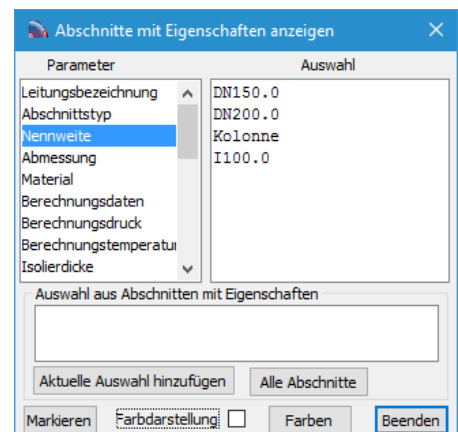 Abschnitte mit Eigenschaften anzeigen
Parameter
Auswahl
Leitungsbezeichnung
Abschnittstyp
Nennweite
Abmessung
Material
Berechnungsdaten
Berechnungsdruck
Berechnungstemperatur
Isolierdicke
DN150.0
DN200.0
Kolonne
I100.0
Auswahl aus Abschnitten mit Eigenschaften
Aktuelle Auswahl hinzufügen Alle Abschnitte
Markieren Farbdarstellung Farben Beenden